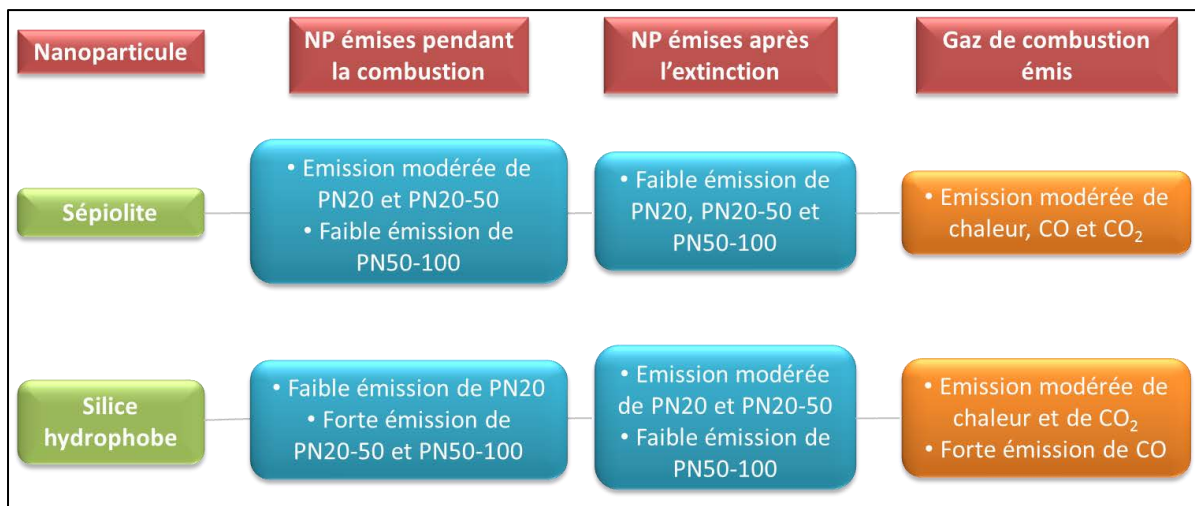 Nanoparticule
NP émises pendant
la combustion
NP émises après
l’extinction
Gaz de combustion
émis
Sépiolite
• Emission modérée de
PN20 et PN20-50
• Faible émission de
PN50-100
• Faible émission de
PN20, PN20-50 et
PN50-100
• Emission modérée de
chaleur, CO et CO₂
Silice
hydrophobe
• Faible émission de PN20
• Forte émission de
PN20-50 et PN50-100
• Emission modérée
de PN20 et PN20-50
• Faible émission de
PN50-100
• Emission modérée de
chaleur et de CO₂
• Forte émission de CO